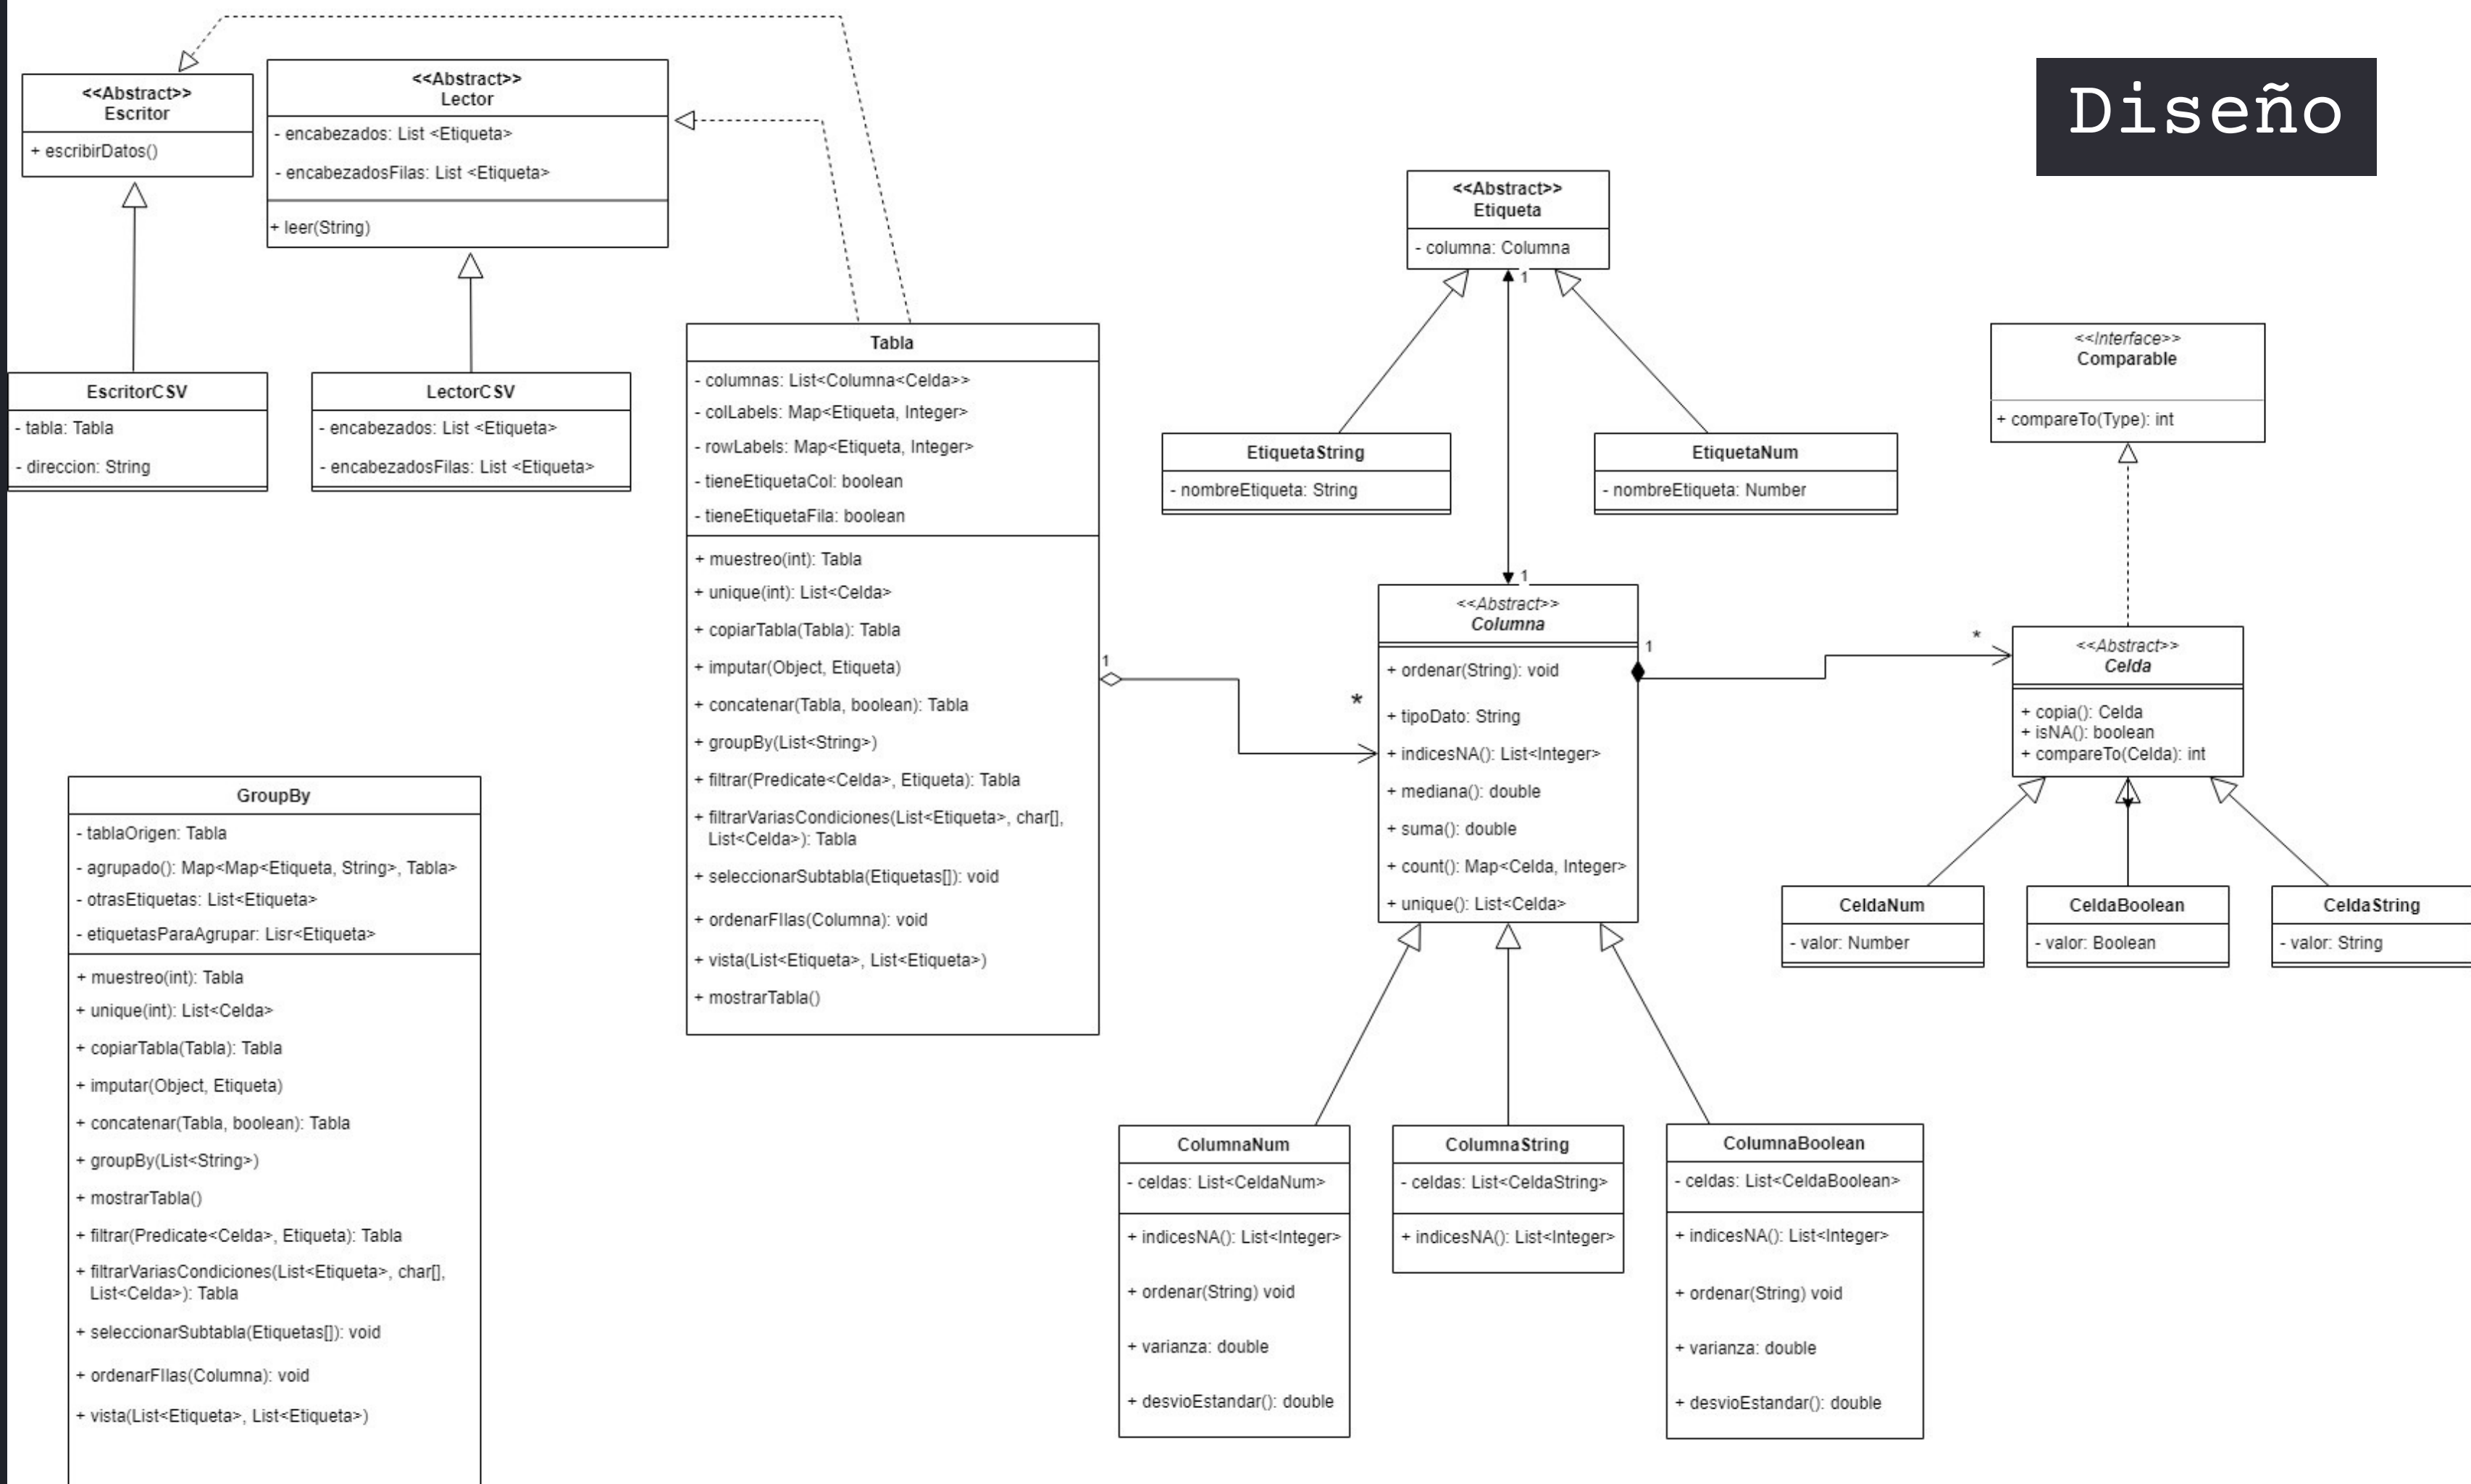 Diseño
<<Abstract>>
Escritor
+ escribirDatos()
<<Abstract>>
Lector
- encabezados: List <Etiqueta>
- encabezadosFilas: List <Etiqueta>
+ leer(String)
EscritorCSV
- tabla: Tabla
- direccion: String
LectorCSV
- encabezados: List <Etiqueta>
- encabezadosFilas: List <Etiqueta>
Tabla
- columnas: List<Columna<Celda>>
- colLabels: Map<Etiqueta, Integer>
- rowLabels: Map<Etiqueta, Integer>
- tieneEtiquetaCol: boolean
- tieneEtiquetaFila: boolean
+ muestreo(int): Tabla
+ unique(int): List<Celda>
+ copiarTabla(Tabla): Tabla
+ imputar(Object, Etiqueta)
+ concatenar(Tabla, boolean): Tabla
+ groupBy(List<String>)
+ filtrar(Predicate<Celda>, Etiqueta): Tabla
+ filtrarVariasCondiciones(List<Etiqueta>, char[],
List<Celda>): Tabla
+ seleccionarSubtabla(Etiquetas[]): void
+ ordenarFIlas(Columna): void
+ vista(List<Etiqueta>, List<Etiqueta>)
+ mostrarTabla()
1
*
<<Abstract>>
Etiqueta
- columna: Columna
1
EtiquetaString
- nombreEtiqueta: String
EtiquetaNum
- nombreEtiqueta: Number
1
<<Abstract>>
Columna
+ ordenar(String): void
+ tipoDato: String
+ indicesNA(): List<Integer>
+ mediana(): double
+ suma(): double
+ count(): Map<Celda, Integer>
+ unique(): List<Celda>
1
*
<<Interface>>
Comparable
+ compareTo(Type): int
<<Abstract>>
Celda
+ copia(): Celda
+ isNA(): boolean
+ compareTo(Celda): int
CeldaNum
- valor: Number
CeldaBoolean
- valor: Boolean
CeldaString
- valor: String
GroupBy
- tablaOrigen: Tabla
- agrupado(): Map<Map<Etiqueta, String>, Tabla>
- otrasEtiquetas: List<Etiqueta>
- etiquetasParaAgrupar: Lisr<Etiqueta>
+ muestreo(int): Tabla
+ unique(int): List<Celda>
+ copiarTabla(Tabla): Tabla
+ imputar(Object, Etiqueta)
+ concatenar(Tabla, boolean): Tabla
+ groupBy(List<String>)
+ mostrarTabla()
+ filtrar(Predicate<Celda>, Etiqueta): Tabla
+ filtrarVariasCondiciones(List<Etiqueta>, char[],
List<Celda>): Tabla
+ seleccionarSubtabla(Etiquetas[]): void
+ ordenarFIlas(Columna): void
+ vista(List<Etiqueta>, List<Etiqueta>)
ColumnaNum
- celdas: List<CeldaNum>
+ indicesNA(): List<Integer>
+ ordenar(String) void
+ varianza: double
+ desvioEstandar(): double
ColumnaString
- celdas: List<CeldaString>
+ indicesNA(): List<Integer>
ColumnaBoolean
- celdas: List<CeldaBoolean>
+ indicesNA(): List<Integer>
+ ordenar(String) void
+ varianza: double
+ desvioEstandar(): double